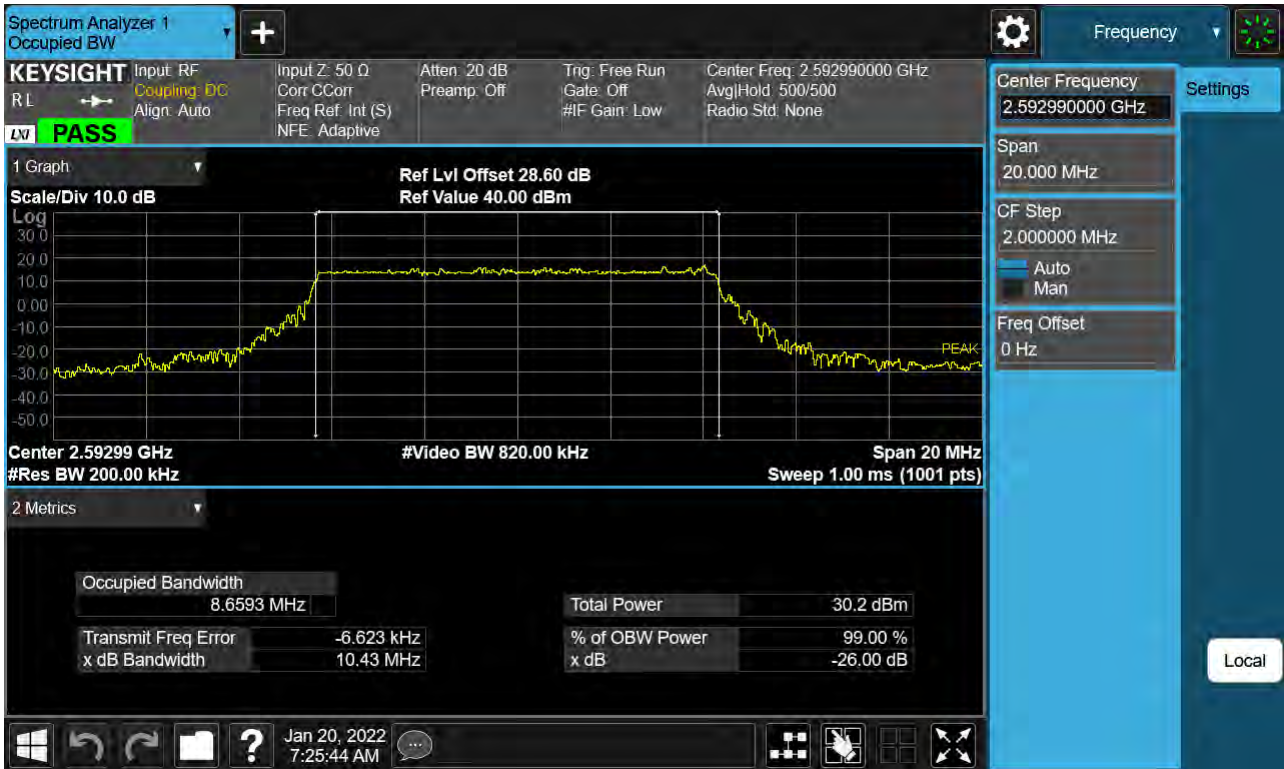 Spectrum Analyzer 1
Occupied BW
+
Frequency
KEYSIGHT
R L
LXI
PASS
Input: RF
Coupling: DC
Align: Auto
Input Z: 50 Ω
Corr CCorr
Freq Ref: Int (S)
NFE: Adaptive
Atten: 20 dB
Preamp: Off
Trig: Free Run
Gate: Off
#IF Gain: Low
Center Freq: 2.592990000 GHz
Avg|Hold: 500/500
Radio Std: None
Center Frequency
2.592990000 GHz
Settings
Span
20.000 MHz
CF Step
2.000000 MHz
Auto
Man
Freq Offset
0 Hz
1 Graph
Scale/Div 10.0 dB
Ref Lvl Offset 28.60 dB
Ref Value 40.00 dBm
Log
30.0
20.0
10.0
0.00
-10.0
-20.0
-30.0
-40.0
-50.0
PEAK
Center 2.59299 GHz
#Video BW 820.00 kHz
Span 20 MHz
#Res BW 200.00 kHz
Sweep 1.00 ms (1001 pts)
2 Metrics
Occupied Bandwidth
8.6593 MHz
Total Power 30.2 dBm
Transmit Freq Error -6.623 kHz
% of OBW Power 99.00 %
x dB Bandwidth 10.43 MHz
x dB -26.00 dB
Local
?
Jan 20, 2022
7:25:44 AM